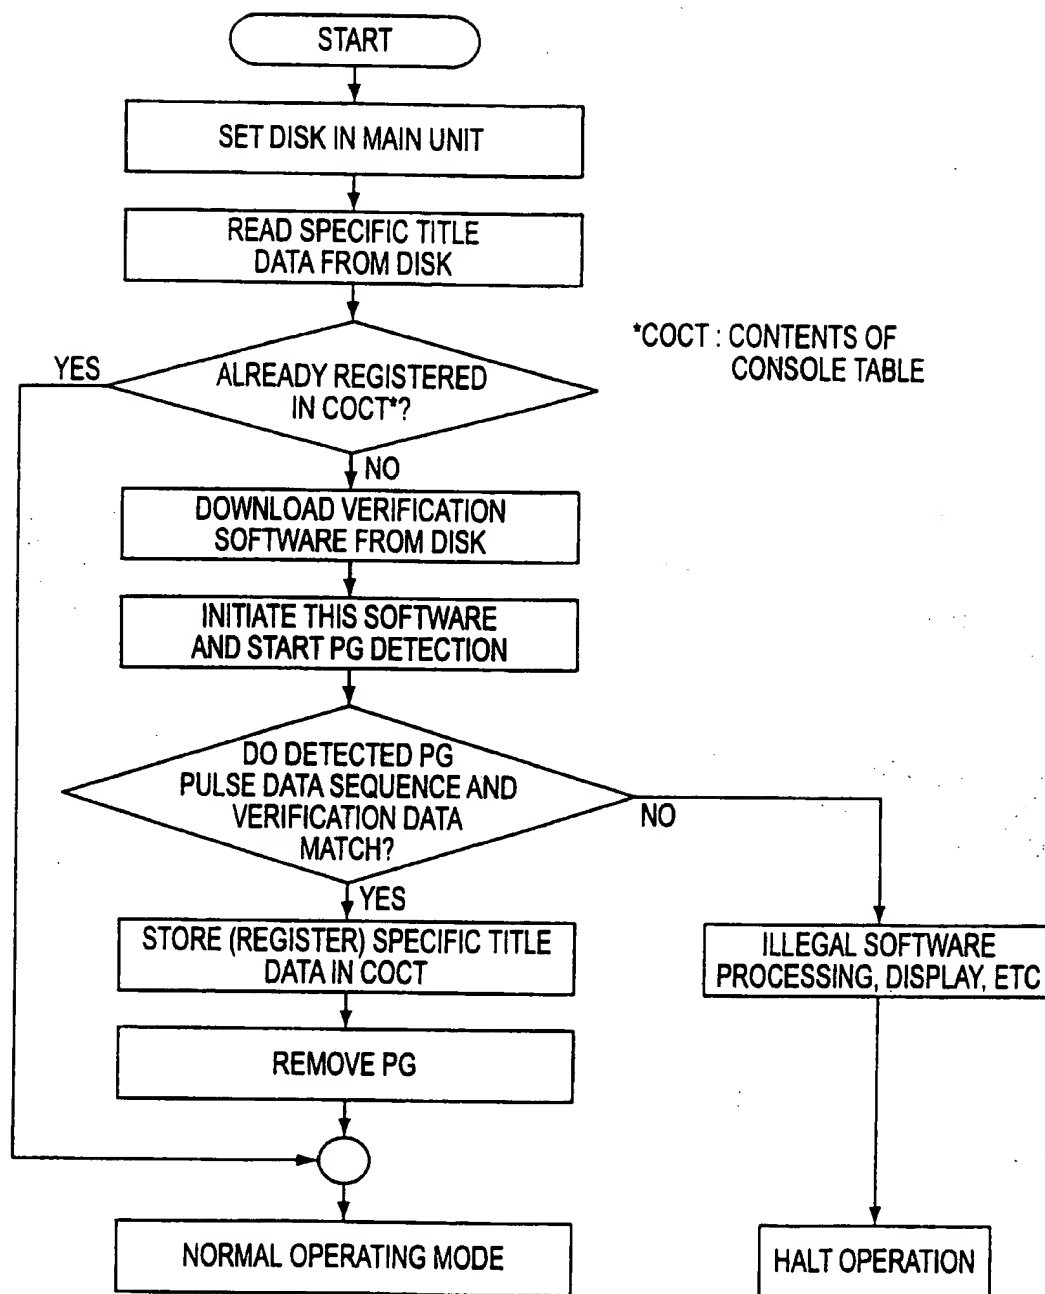 START
SET DISK IN MAIN UNIT
READ SPECIFIC TITLE
DATA FROM DISK
*COCT : CONTENTS OF
CONSOLE TABLE
YES
ALREADY REGISTERED
IN COCT*?
NO
DOWNLOAD VERIFICATION
SOFTWARE FROM DISK
INITIATE THIS SOFTWARE
AND START PG DETECTION
DO DETECTED PG
PULSE DATA SEQUENCE AND
VERIFICATION DATA
MATCH?
NO
YES
STORE (REGISTER) SPECIFIC TITLE
DATA IN COCT
ILLEGAL SOFTWARE
PROCESSING, DISPLAY, ETC
REMOVE PG
NORMAL OPERATING MODE
HALT OPERATION